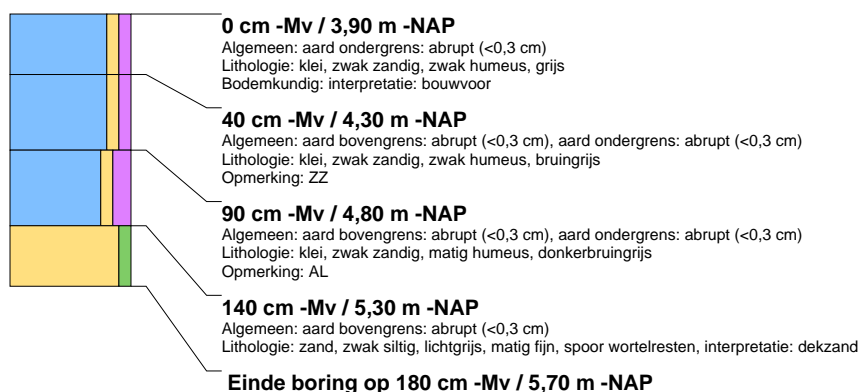 0 cm -Mv / 3,90 m -NAP
Algemeen: aard ondergrens: abrupt (<0,3 cm)
Lithologie: klei, zwak zandig, zwak humeus, grijs
Bodemkundig: interpretatie: bouwvoor
40 cm -Mv / 4,30 m -NAP
Algemeen: aard bovengrens: abrupt (<0,3 cm), aard ondergrens: abrupt (<0,3 cm)
Lithologie: klei, zwak zandig, zwak humeus, bruingrijs
Opmerking: ZZ
90 cm -Mv / 4,80 m -NAP
Algemeen: aard bovengrens: abrupt (<0,3 cm), aard ondergrens: abrupt (<0,3 cm)
Lithologie: klei, zwak zandig, matig humeus, donkerbruingrijs
Opmerking: AL
140 cm -Mv / 5,30 m -NAP
Algemeen: aard bovengrens: abrupt (<0,3 cm)
Lithologie: zand, zwak siltig, lichtgrijs, matig fijn, spoor wortelresten, interpretatie: dekzand
Einde boring op 180 cm -Mv / 5,70 m -NAP